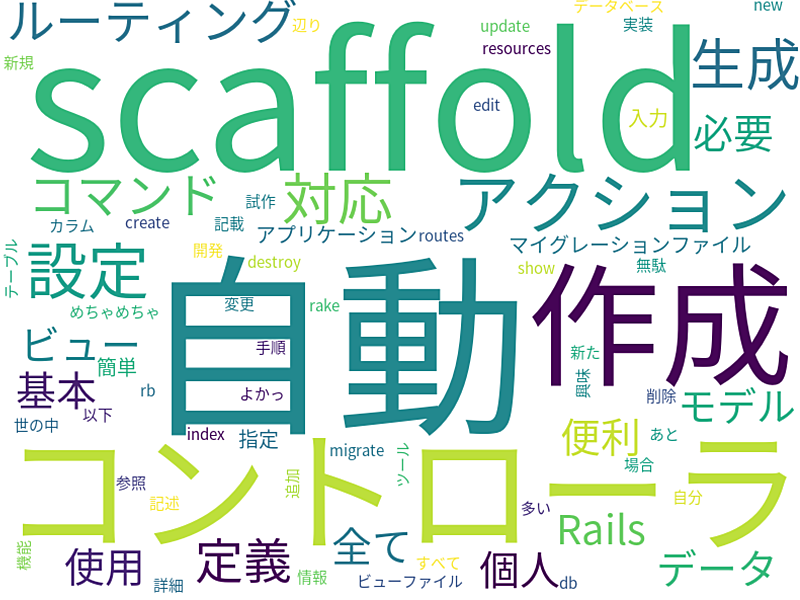 ルーティング
辺り
update
データベース
実装
new
resources
新規
scaffold
edit
入力
生成
必要
コマンド
試作
対応
アクション
カラム
create
記載
アプリケーション
routes
マイグレーションファイル
テーブル
設定
開発
destroy
show
無駄
めちゃめちゃ
変更
rake
自動
作成
ビュー
簡単
手順
新た
興味
基本
rb
よかっ
削除
モデル
以下
世の中
index
指定
migrate
便利
あと
コントローラ
参照
記述
追加
ツール
場合
多い
自分
Rails
機能
使用
定義
全て
すべて
個人
データ
詳細
情報
ビューファイル
db